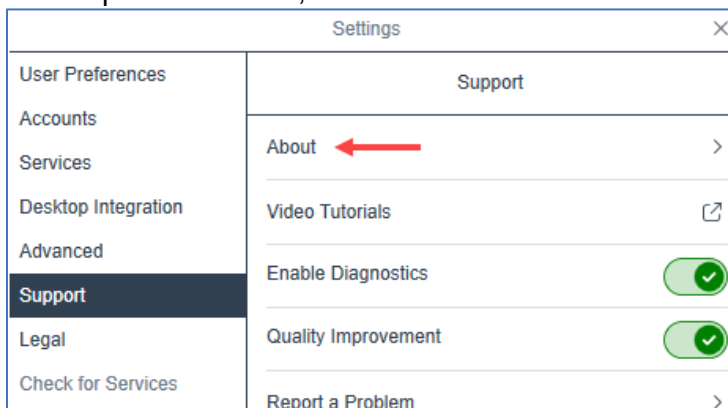 Settings
User Preferences
Accounts
Services
Desktop Integration
Advanced
Support
Legal
Check for Services
Support
About
Video Tutorials
Enable Diagnostics
Quality Improvement
Report a Problem